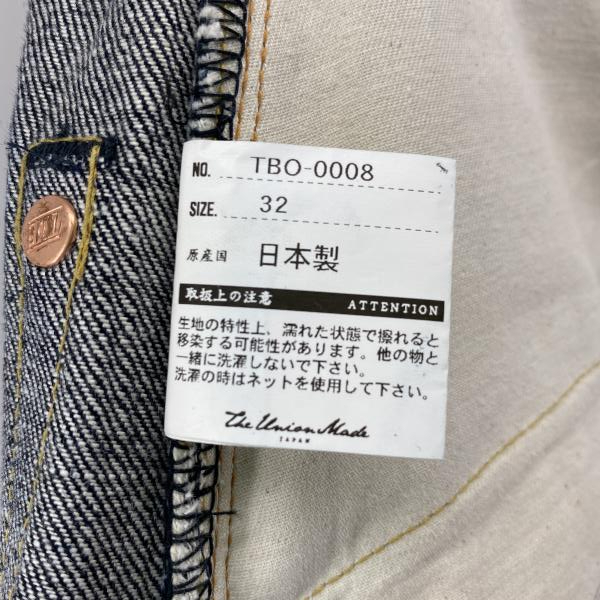 NO. TBO-0008
SIZE. 32
原産国 日本製
取扱上の注意 ATTENTION
生地の特性上、濡れた状態で擦れると
移染する可能性があります。他の物と
一緒に洗濯しないで下さい。
洗濯の時はネットを使用して下さい。
The Union Made
JAPAN